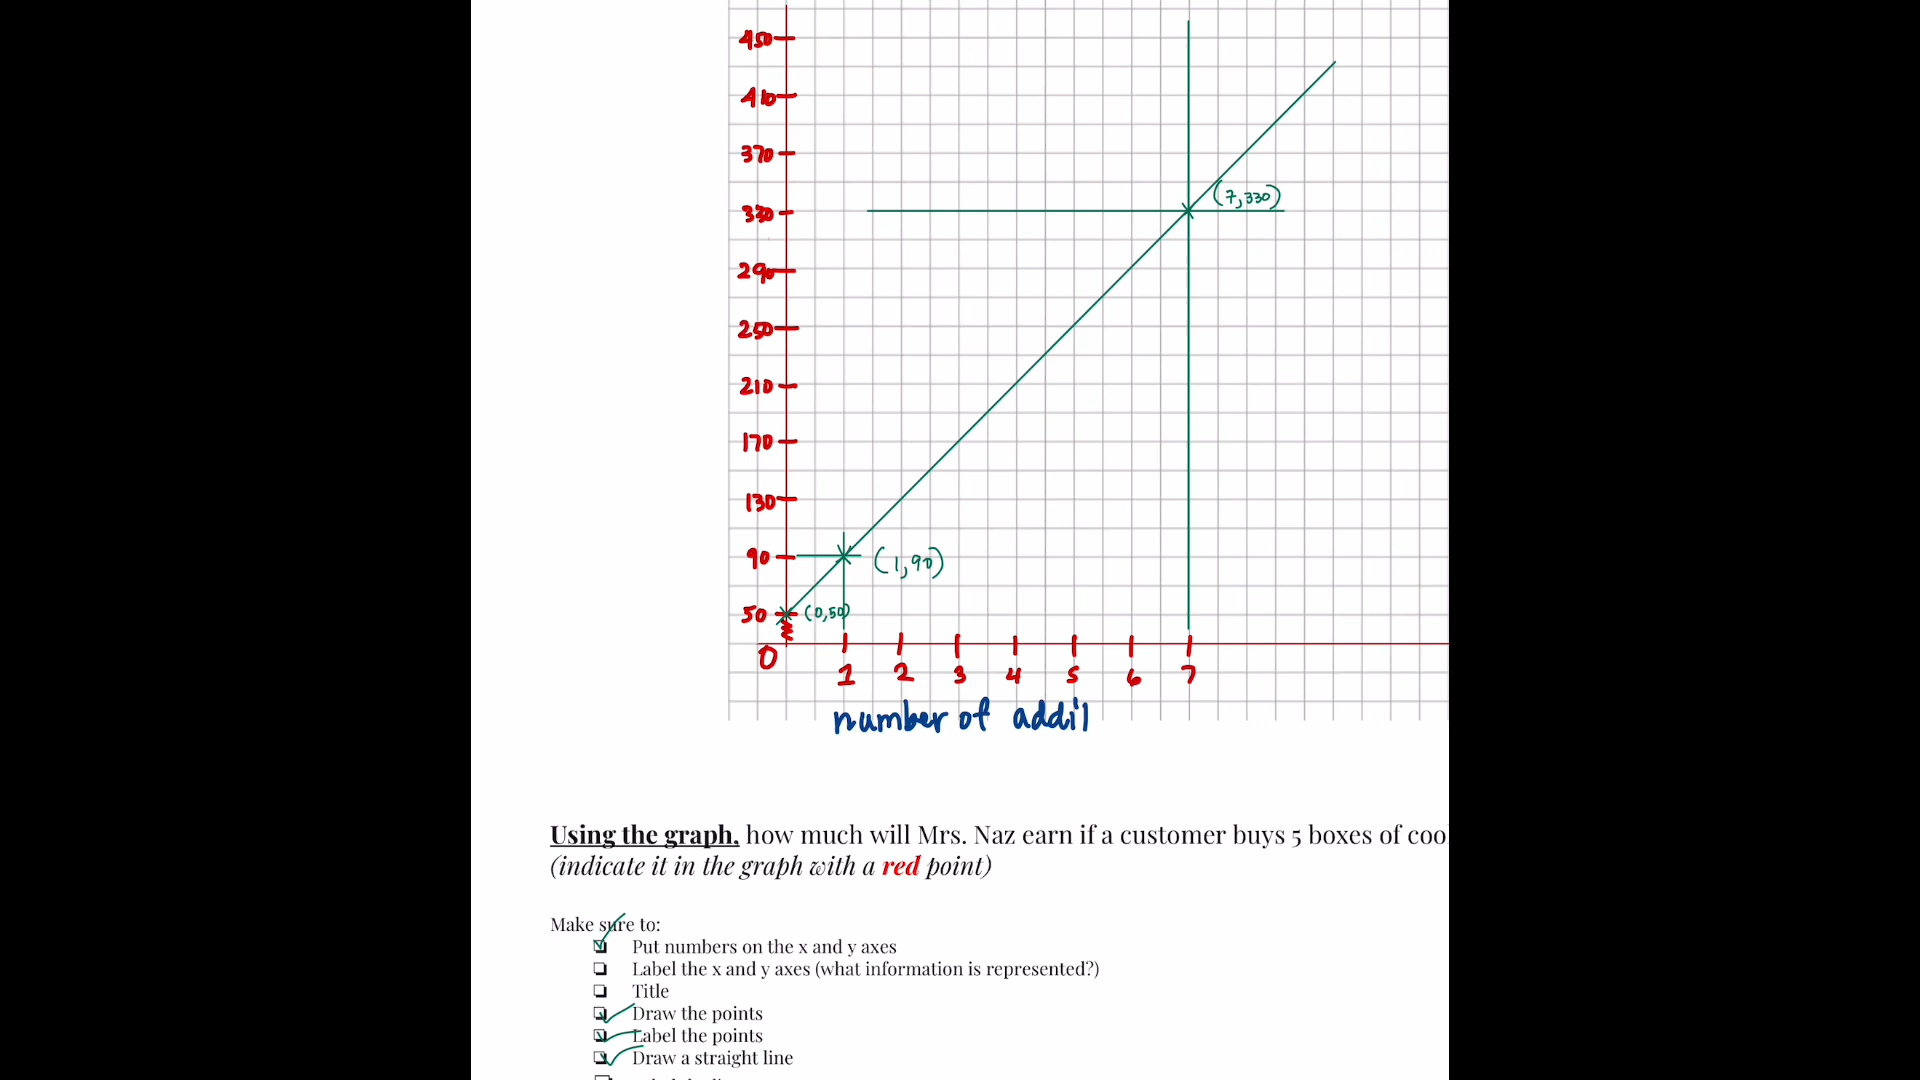 450
410
370
330
(7,330)
290
250
210
170
130
90
(1,90)
50
(0,50)
0
1 2 3 4 5 6 7
number of addi'l
Using the graph, how much will Mrs. Naz earn if a customer buys 5 boxes of coo
(indicate it in the graph with a red point)
Make sure to:
Put numbers on the x and y axes
Label the x and y axes (what information is represented?)
Title
Draw the points
Label the points
Draw a straight line